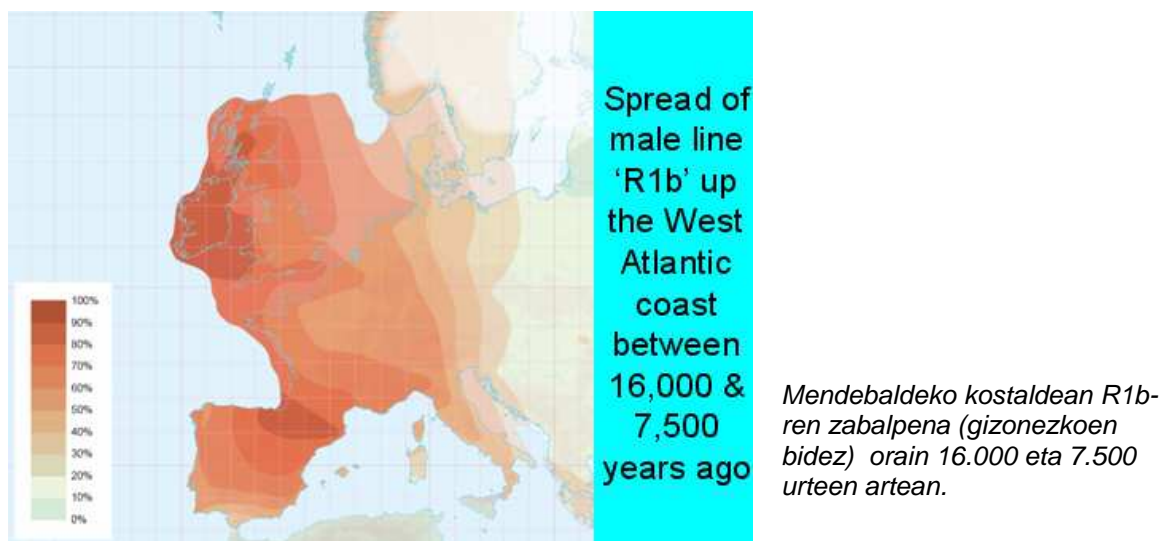 100%
90%
80%
70%
60%
50%
40%
30%
20%
10%
0%
Spread of
male line
‘R1b’ up
the West
Atlantic
coast
between
16,000 &
7,500
years ago
Mendebaldeko kostaldean R1b-
ren zabalpena (gizonezkoen
bidez) orain 16.000 eta 7.500
urteen artean.